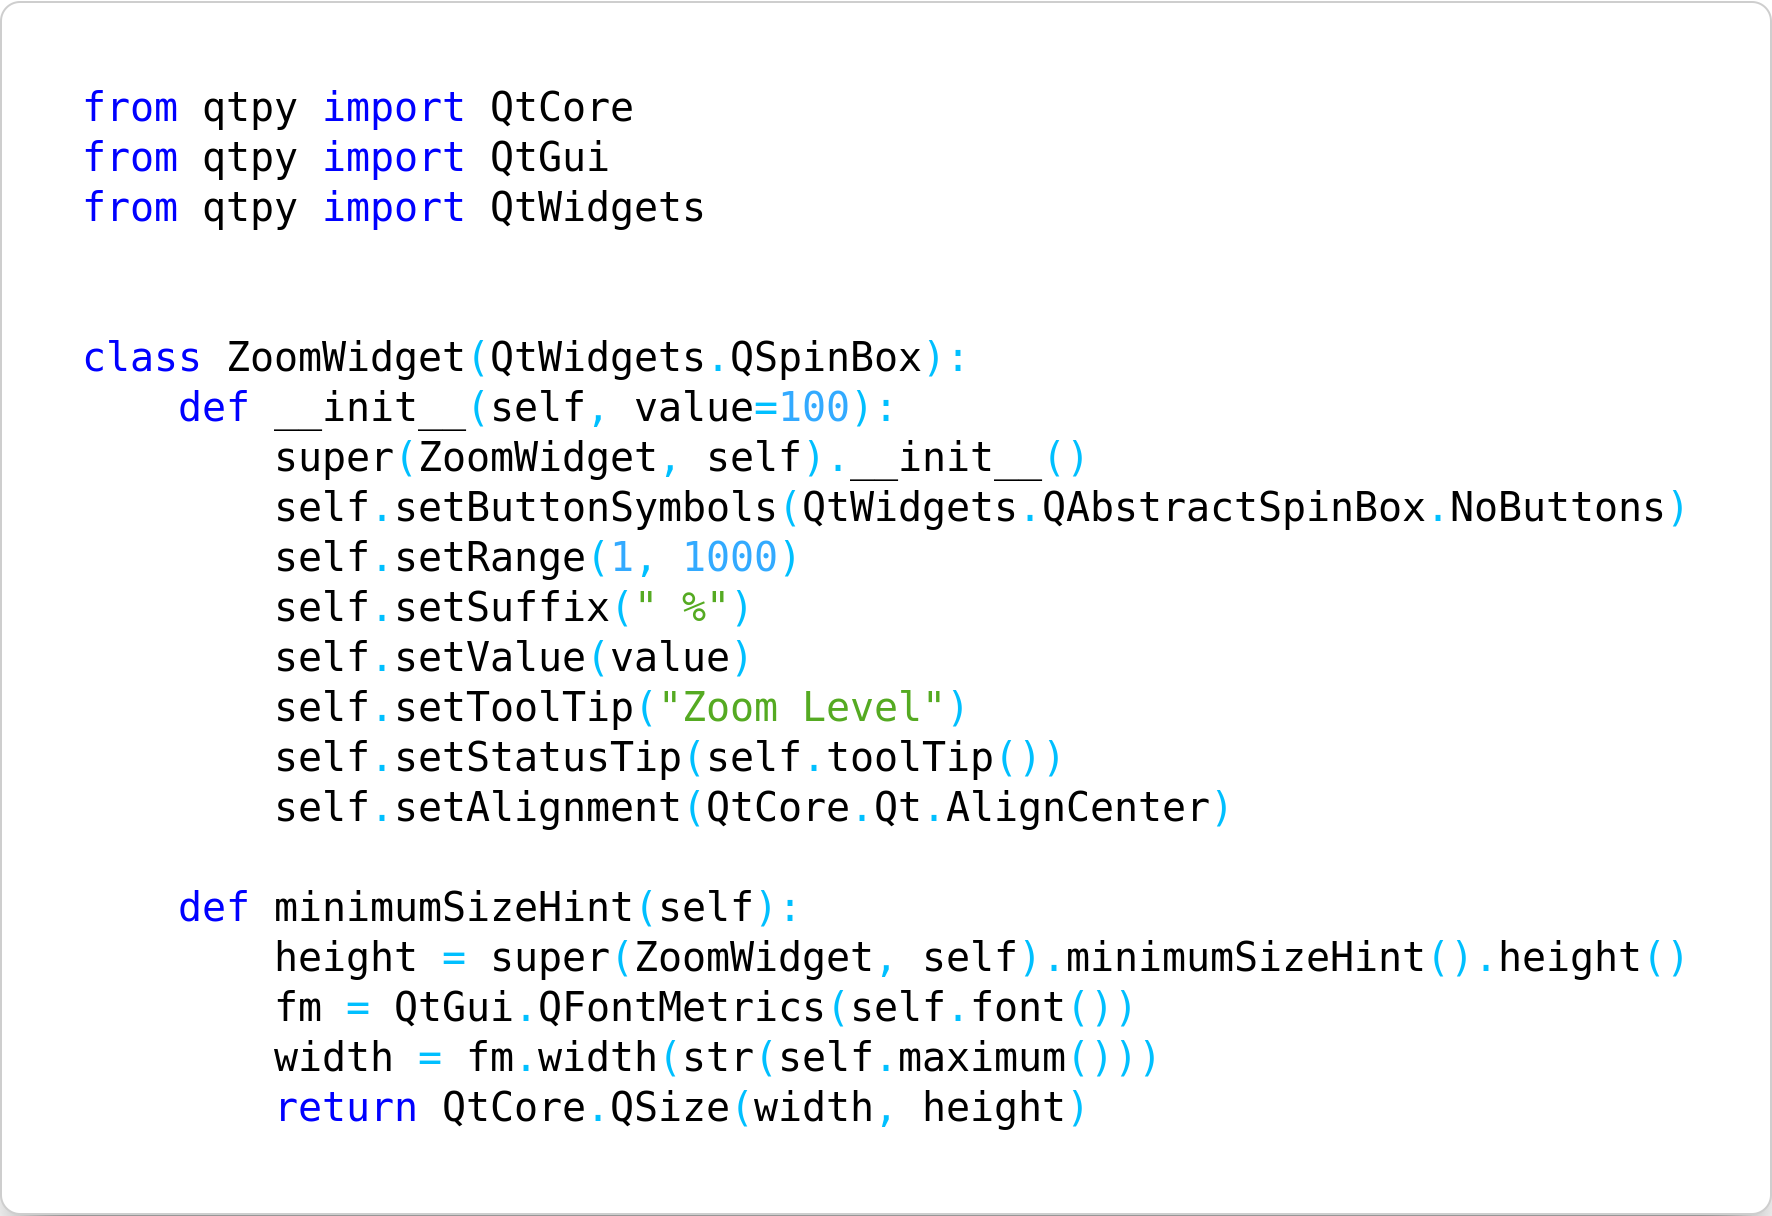 from qtpy import QtCore
from qtpy import QtGui
from qtpy import QtWidgets


class ZoomWidget(QtWidgets.QSpinBox):
    def __init__(self, value=100):
        super(ZoomWidget, self).__init__()
        self.setButtonSymbols(QtWidgets.QAbstractSpinBox.NoButtons)
        self.setRange(1, 1000)
        self.setSuffix(" %")
        self.setValue(value)
        self.setToolTip("Zoom Level")
        self.setStatusTip(self.toolTip())
        self.setAlignment(QtCore.Qt.AlignCenter)

    def minimumSizeHint(self):
        height = super(ZoomWidget, self).minimumSizeHint().height()
        fm = QtGui.QFontMetrics(self.font())
        width = fm.width(str(self.maximum()))
        return QtCore.QSize(width, height)